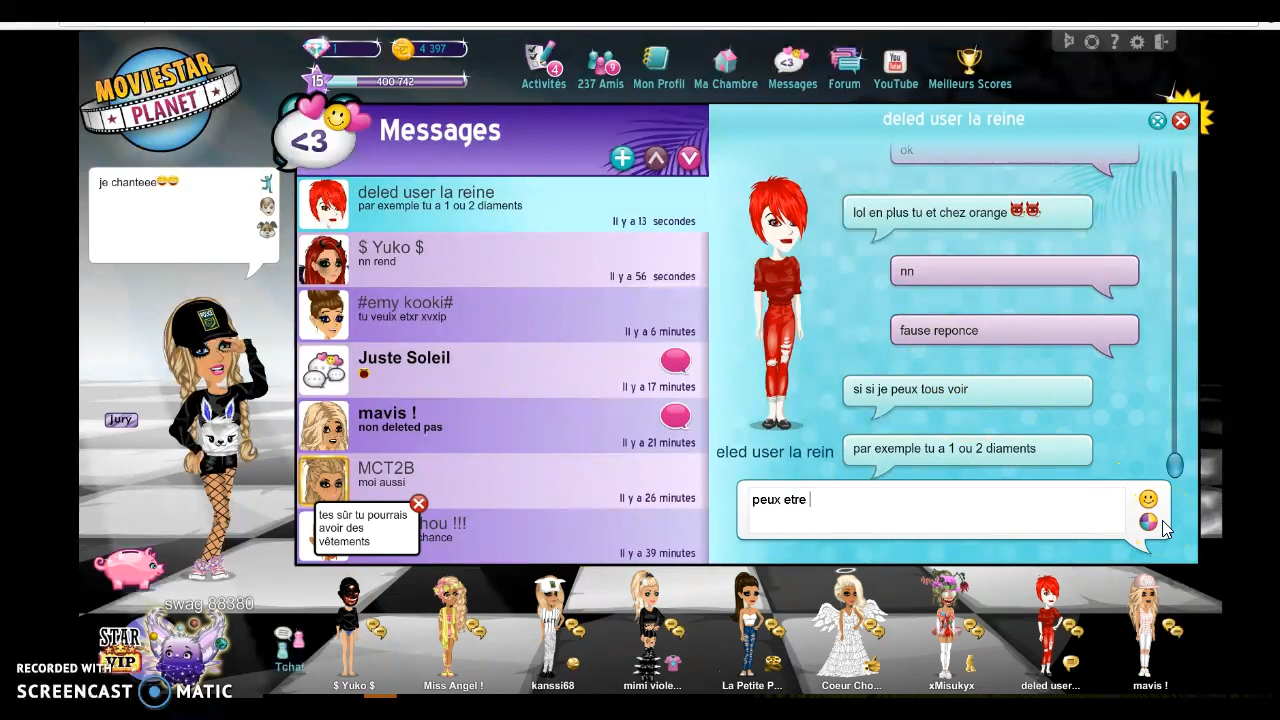 MOVIESTAR
PLANET
1
4 397
15
400 742
4
Activités
9
237 Amis
Mon Profil
Ma Chambre
<3
Messages
Forum
You
Tube
YouTube
Meilleurs Scores
<3
Messages
je chanteee😄😄
POLICE
Jury
swag 88380
STAR
VIP
Tchat
deled user la reine
par exemple tu a 1 ou 2 diaments
Il y a 13 secondes
$ Yuko $
nn rend
Il y a 56 secondes
#emy kooki#
tu veuix etxr xvxip
Il y a 6 minutes
Juste Soleil
Il y a 17 minutes
mavis !
non deleted pas
Il y a 21 minutes
MCT2B
moi aussi
Il y a 26 minutes
tes sûr tu pourrais
avoir des
vêtements
hou !!!
chance
Il y a 39 minutes
deled user la reine
ok
lol en plus tu et chez orange 😈😈
nn
fause reponce
si si je peux tous voir
par exemple tu a 1 ou 2 diaments
eled user la rein
peux etre
$ Yuko $
Miss Angel !
kanssi68
mimi viole...
La Petite P...
Coeur Cho...
xMisukyx
deled user...
mavis !
RECORDED WITH
SCREENCAST MATIC